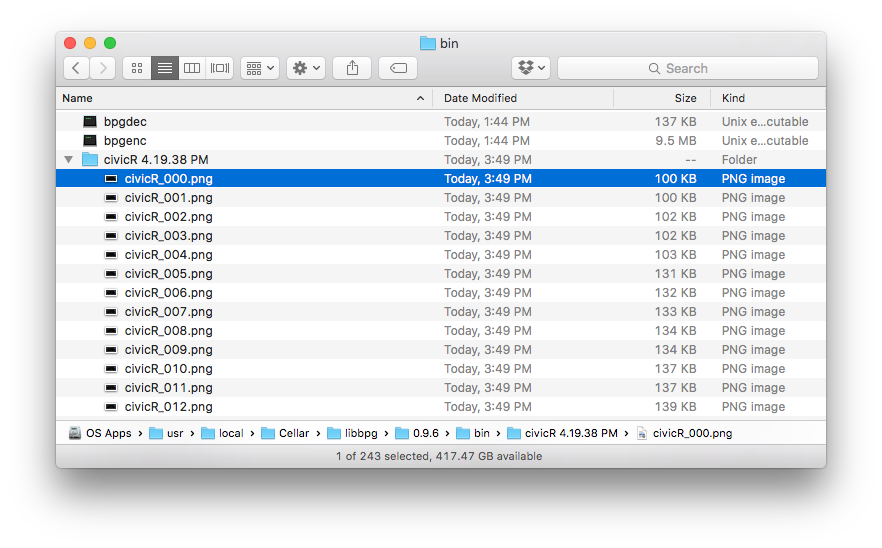 bin
Search
Name Date Modified Size Kind
bpgdec Today, 1:44 PM 137 KB Unix e...cutable
bpgenc Today, 1:44 PM 9.5 MB Unix e...cutable
civicR 4.19.38 PM Today, 3:49 PM -- Folder
civicR_000.png Today, 3:49 PM 100 KB PNG image
civicR_001.png Today, 3:49 PM 100 KB PNG image
civicR_002.png Today, 3:49 PM 102 KB PNG image
civicR_003.png Today, 3:49 PM 102 KB PNG image
civicR_004.png Today, 3:49 PM 103 KB PNG image
civicR_005.png Today, 3:49 PM 131 KB PNG image
civicR_006.png Today, 3:49 PM 132 KB PNG image
civicR_007.png Today, 3:49 PM 133 KB PNG image
civicR_008.png Today, 3:49 PM 134 KB PNG image
civicR_009.png Today, 3:49 PM 134 KB PNG image
civicR_010.png Today, 3:49 PM 137 KB PNG image
civicR_011.png Today, 3:49 PM 137 KB PNG image
civicR_012.png Today, 3:49 PM 139 KB PNG image
OS Apps › usr › local › Cellar › libbpg › 0.9.6 › bin › civicR 4.19.38 PM › civicR_000.png
1 of 243 selected, 417.47 GB available